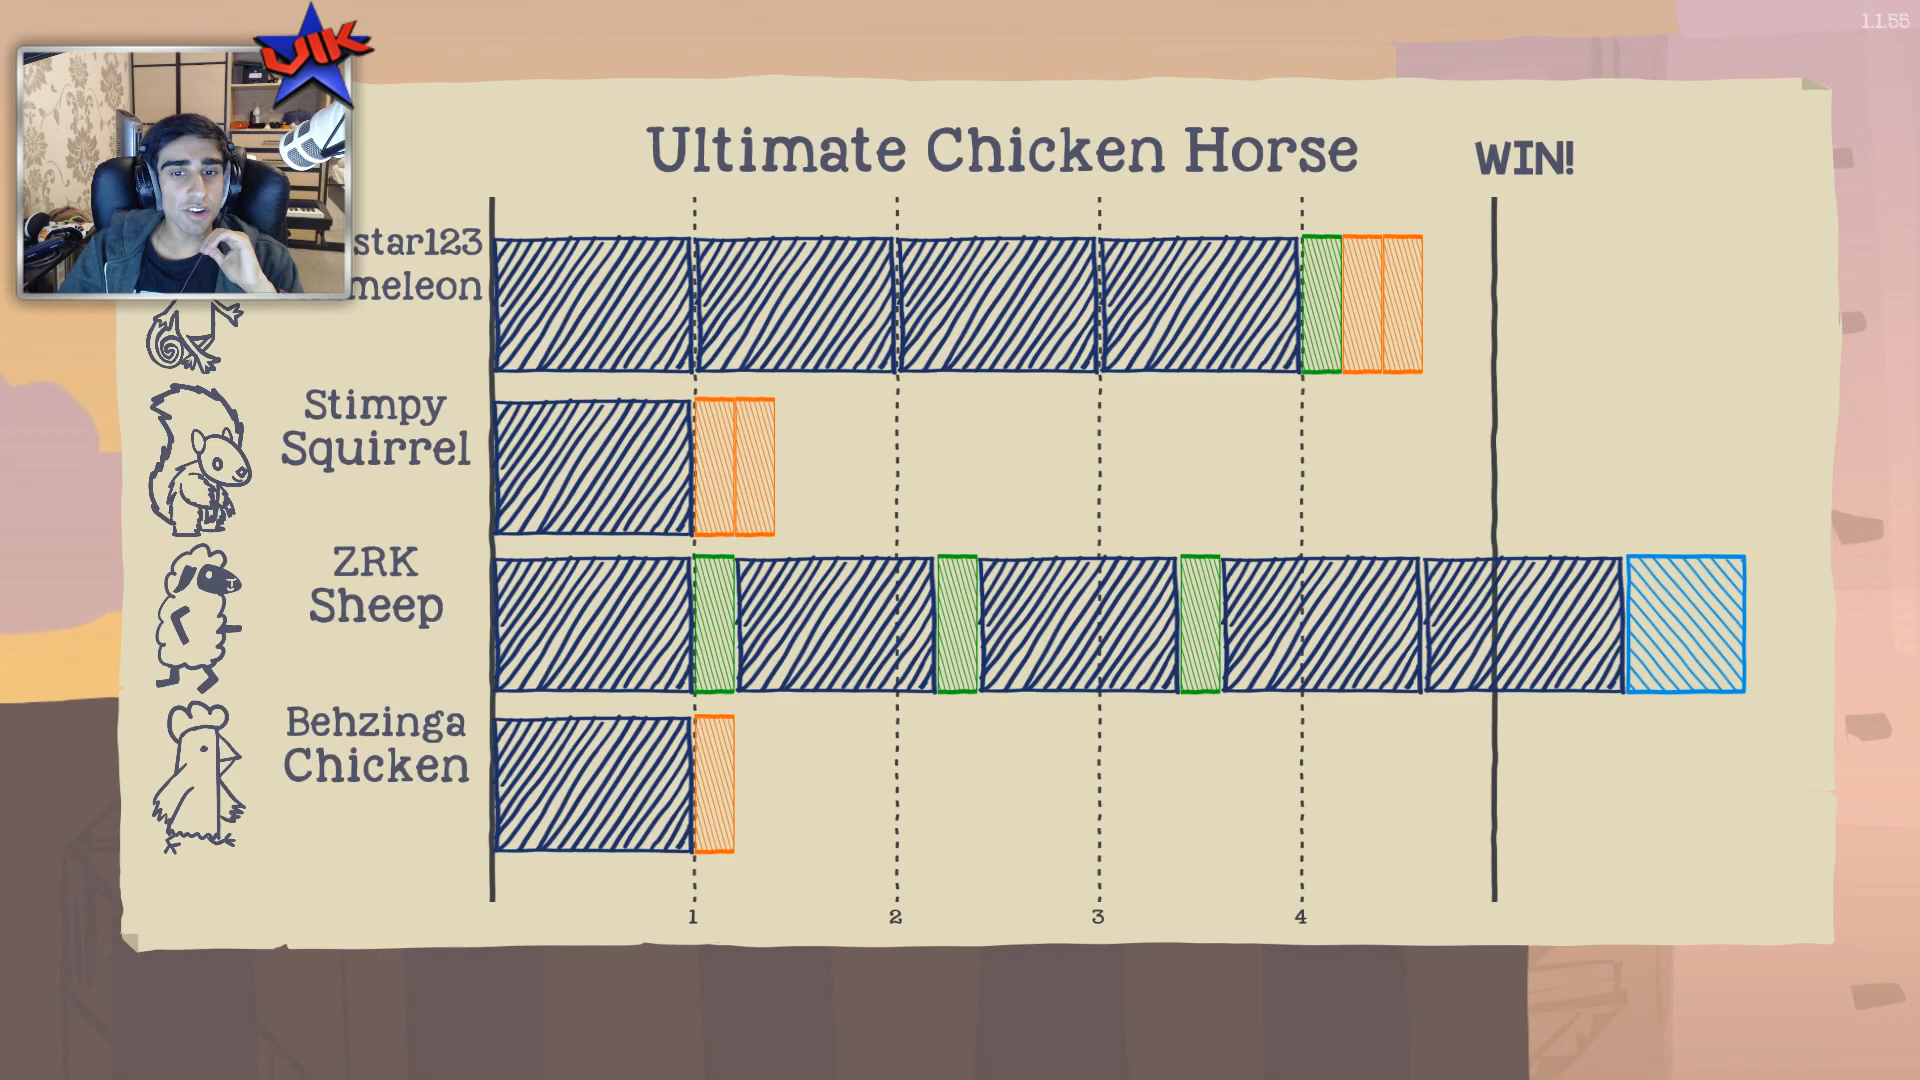 1.1.55
VIK
Ultimate Chicken Horse
WIN!
star123
meleon
Stimpy
Squirrel
ZRK
Sheep
Behzinga
Chicken
1 2 3 4